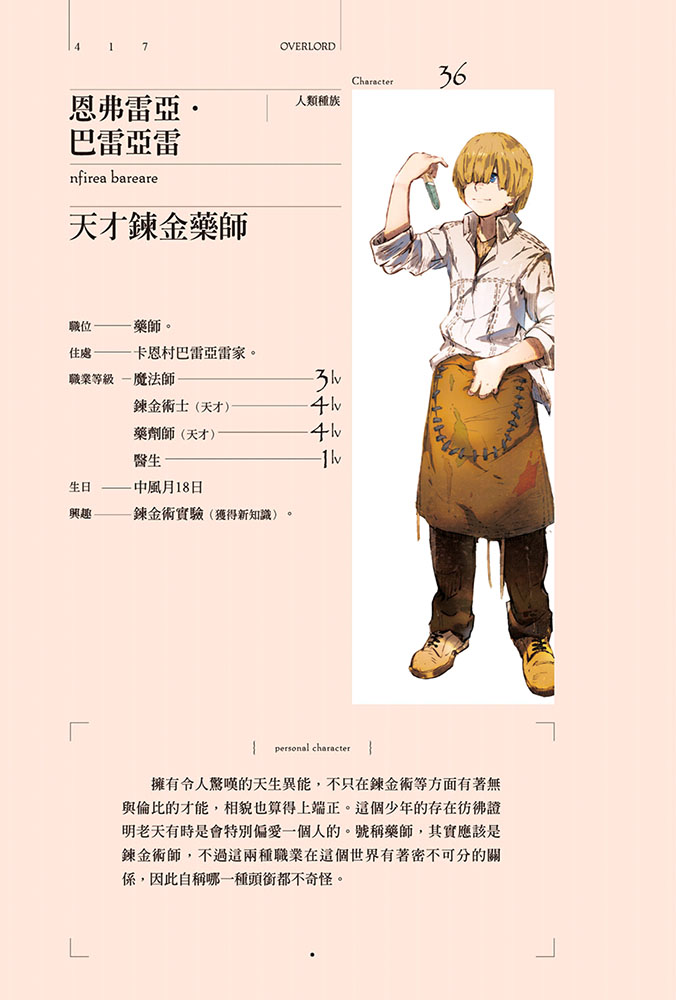 417
OVERLORD
Character 36
恩弗雷亞・
巴雷亞雷
人類種族
nfirea bareare
天才鍊金藥師
職位——藥師。
住處——卡恩村巴雷亞雷家。
職業等級—魔法師——3 lv
鍊金術士（天才）——4 lv
藥劑師（天才）——4 lv
醫生——1 lv
生日——中風月18日
興趣——鍊金術實驗（獲得新知識）。
personal character
擁有令人驚嘆的天生異能，不只在鍊金術等方面有著無
與倫比的才能，相貌也算得上端正。這個少年的存在彷彿證
明老天有時是會特別偏愛一個人的。號稱藥師，其實應該是
鍊金術師，不過這兩種職業在這個世界有著密不可分的關
係，因此自稱哪一種頭銜都不奇怪。